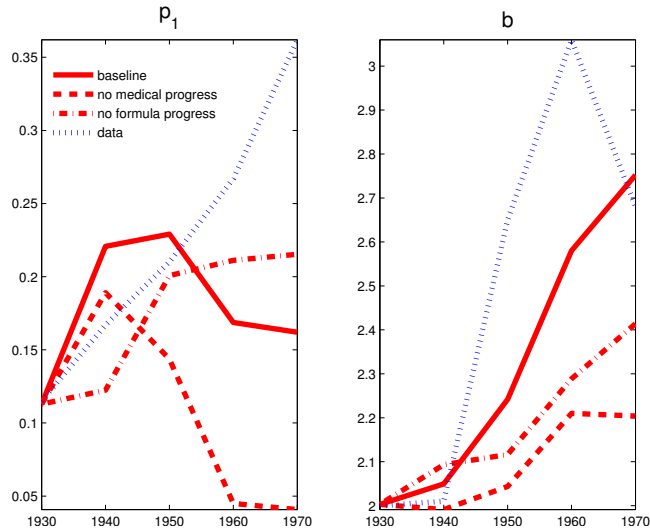 p1
0.35
0.3
0.25
0.2
0.15
0.1
0.05
baseline
no medical progress
no formula progress
data
1930 1940 1950 1960 1970
b
3
2.9
2.8
2.7
2.6
2.5
2.4
2.3
2.2
2.1
2
1930 1940 1950 1960 1970